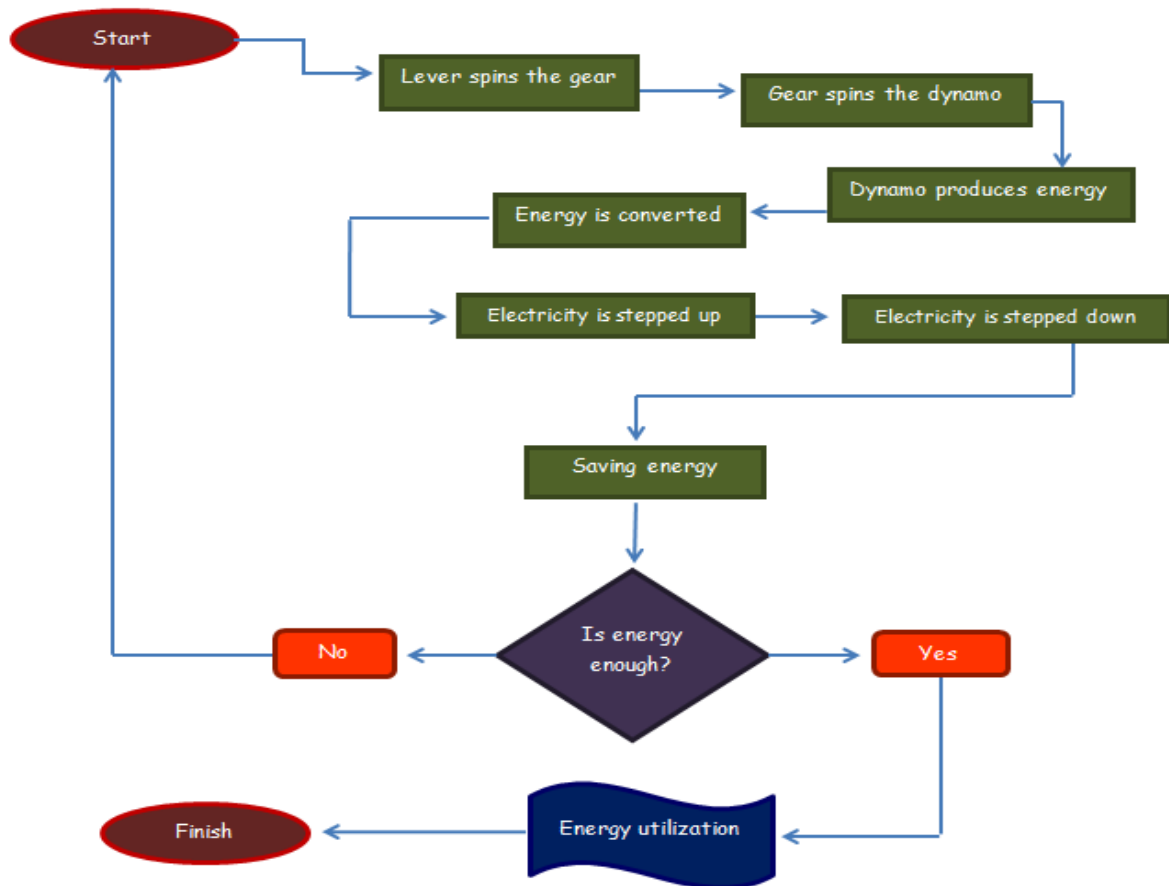 Start
Lever spins the gear
Gear spins the dynamo
Dynamo produces energy
Energy is converted
Electricity is stepped up
Electricity is stepped down
Saving energy
Is energy
enough?
No
Yes
Energy utilization
Finish